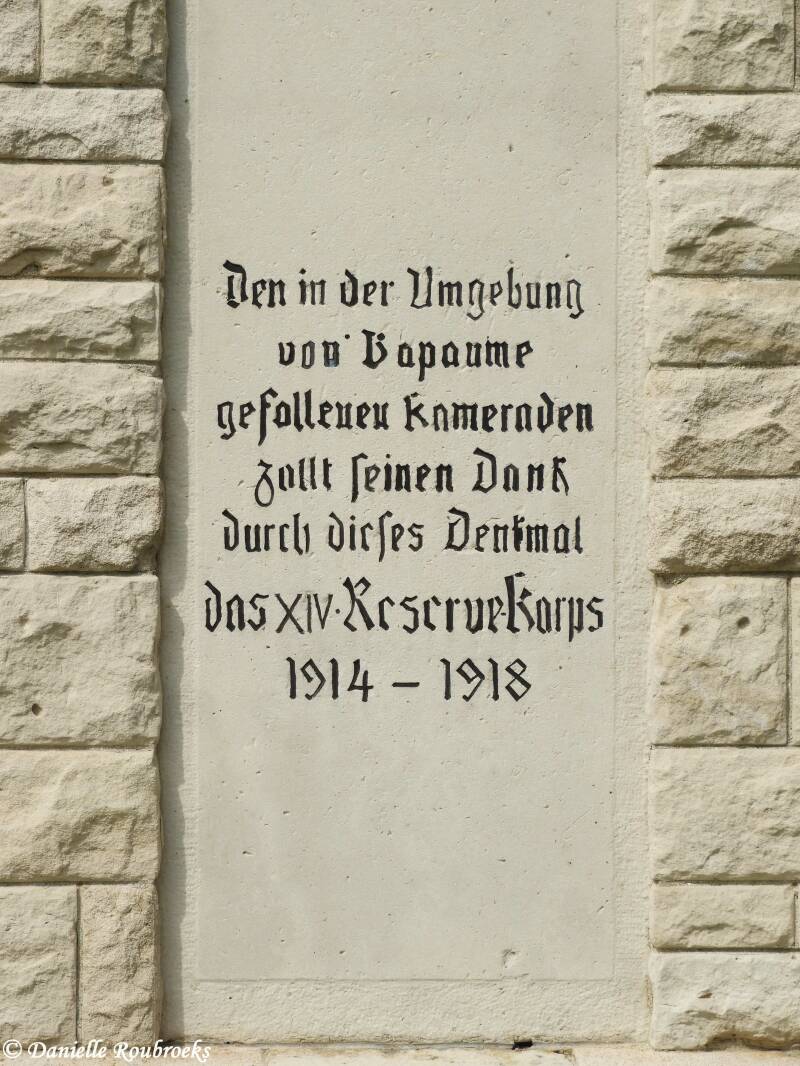 Den in der Umgebung
von Bapaume
gefallenen Kameraden
zollt seinen Dank
durch dieses Denkmal
das XIV. Reserve-Korps
1914 – 1918
© Danielle Roubroeks